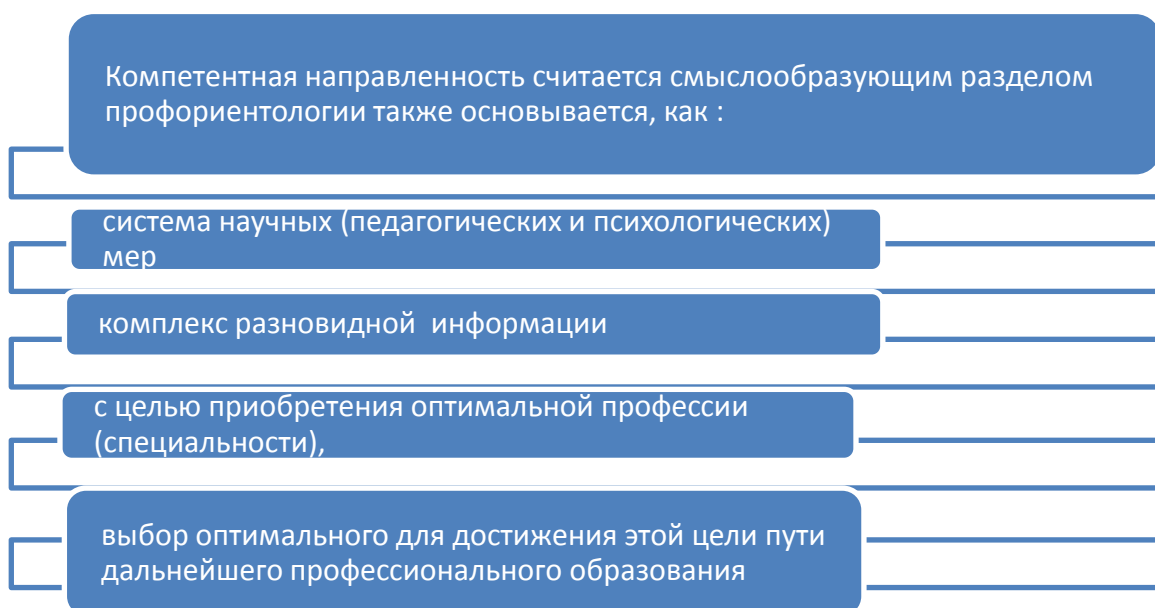 Компетентная направленность считается смыслообразующим разделом
профориентологии также основывается, как :
система научных (педагогических и психологических)
мер
комплекс разновидной  информации
с целью приобретения оптимальной профессии
(специальности),
выбор оптимального для достижения этой цели пути
дальнейшего профессионального образования